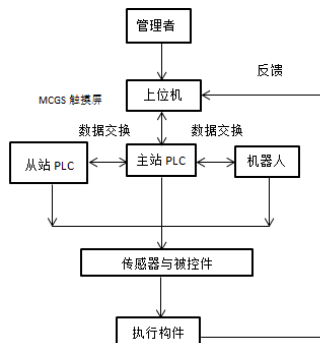 管理者
反馈
MCGS 触摸屏
上位机
数据交换
数据交换
从站 PLC
主站 PLC
机器人
传感器与被控件
执行构件